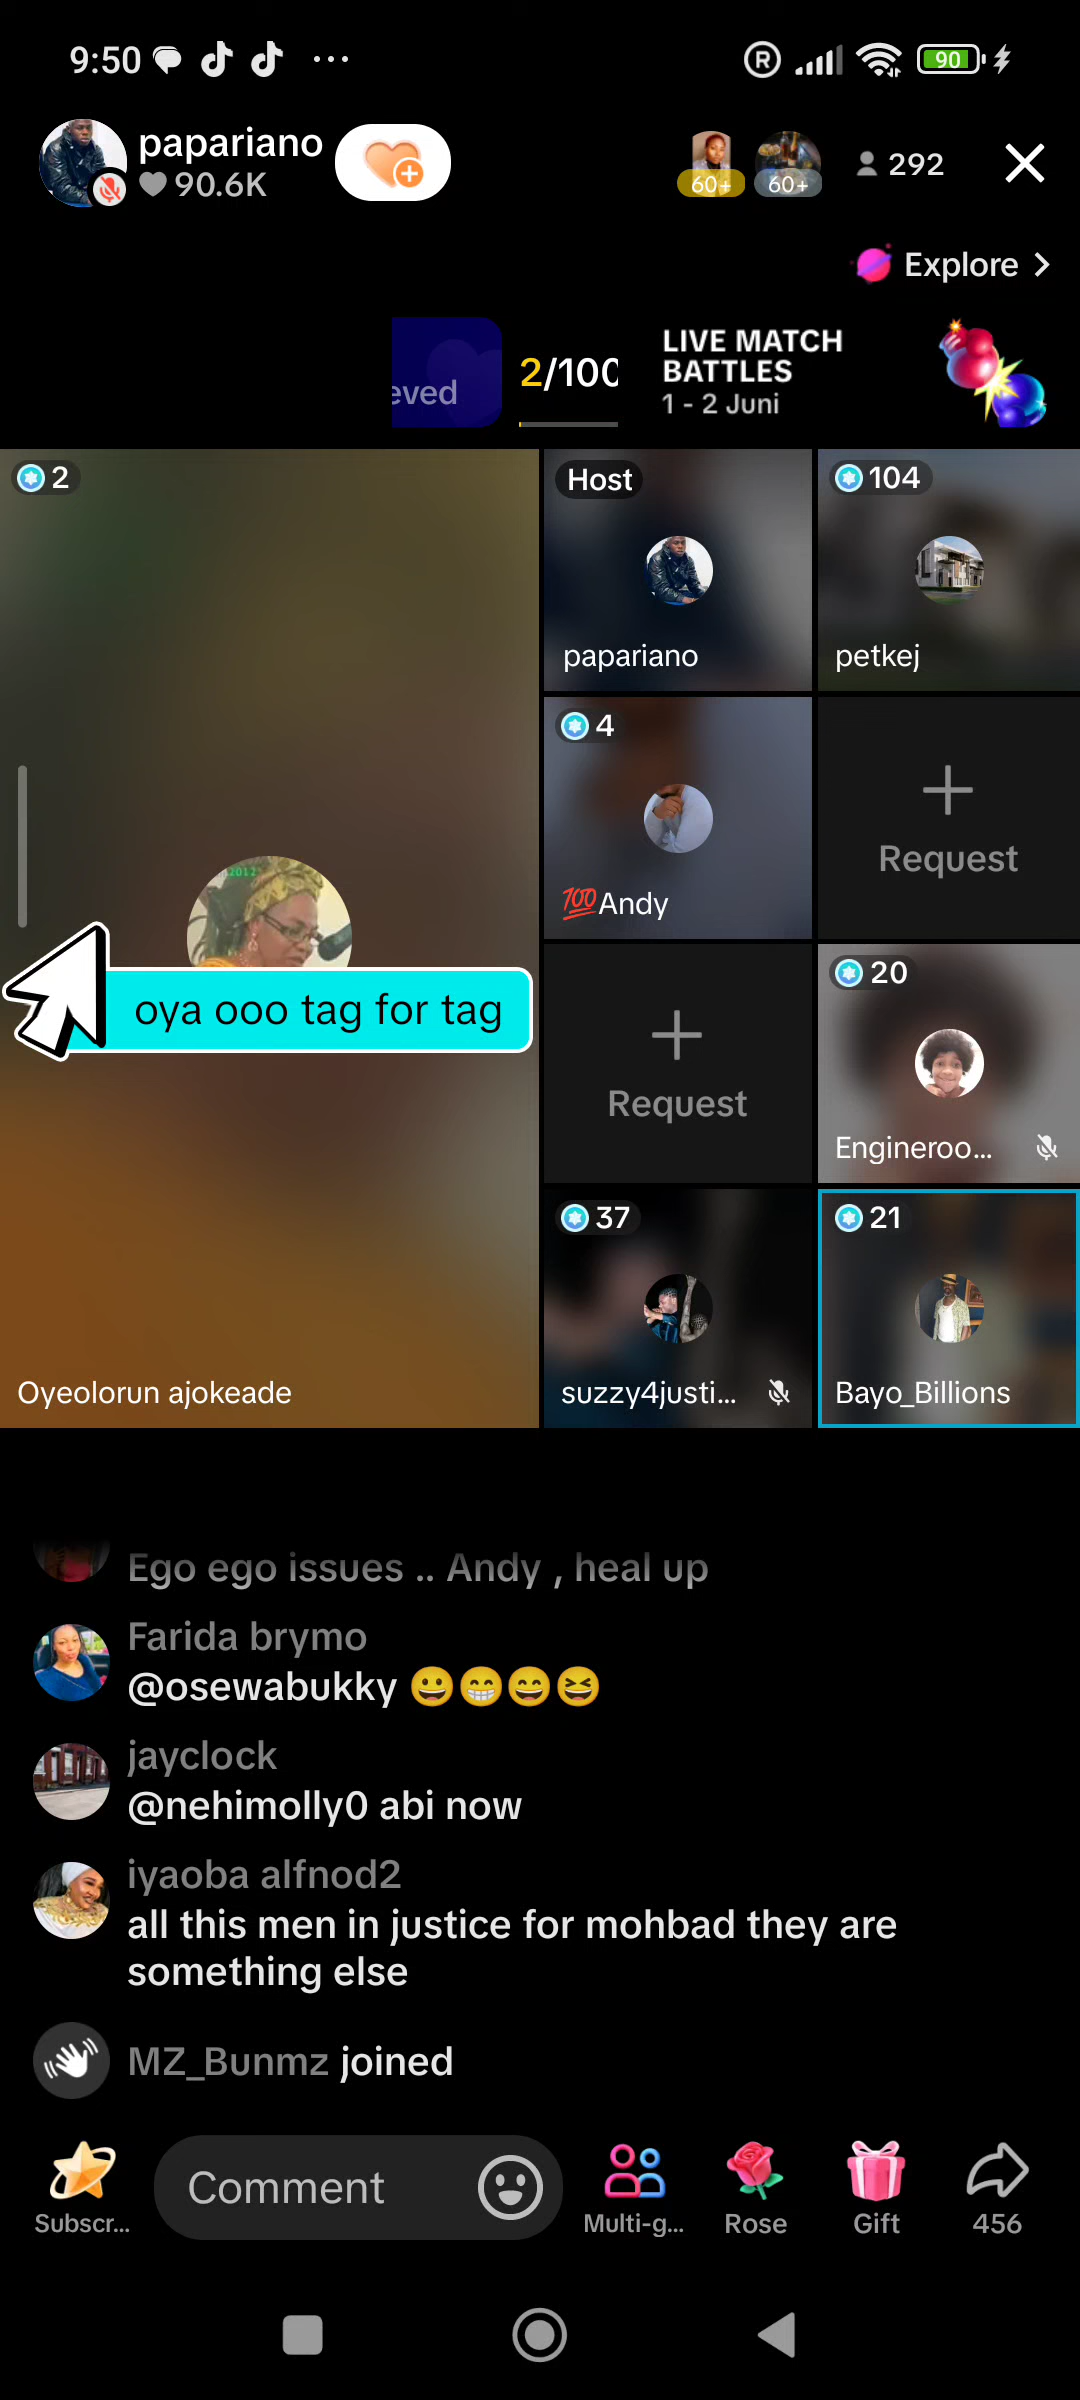 9:50
90
papariano
90.6K
60+
60+
292
Explore
eved
2/100
LIVE MATCH
BATTLES
1 - 2 Juni
2
Host
papariano
104
petkej
4
💯Andy
Request
2012
oya ooo tag for tag
Request
20
Engineroo...
Oyeolorun ajokeade
37
suzzy4justi...
21
Bayo_Billions
Ego ego issues .. Andy , heal up
Farida brymo
@osewabukky 😀😁😄😆
jayclock
@nehimolly0 abi now
iyaoba alfnod2
all this men in justice for mohbad they are
something else
MZ_Bunmz joined
Subscr...
Comment
Multi-g...
Rose
Gift
456